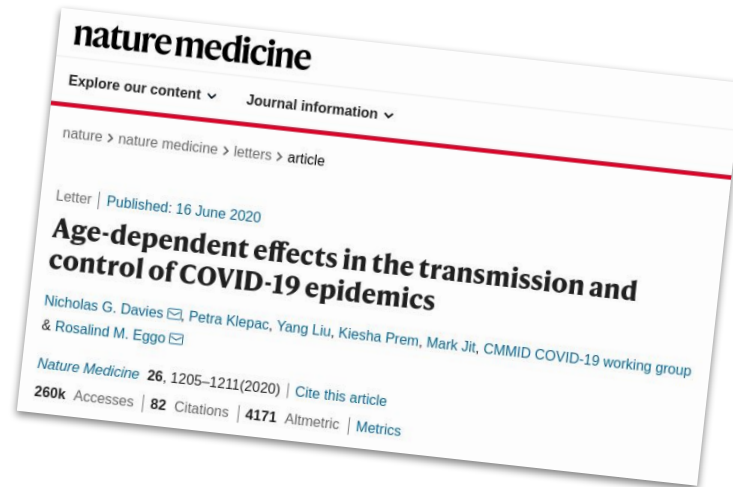 nature medicine
Explore our content Journal information
nature > nature medicine > letters > article
Letter | Published: 16 June 2020
Age-dependent effects in the transmission and
control of COVID-19 epidemics
Nicholas G. Davies, Petra Klepac, Yang Liu, Kiesha Prem, Mark Jit, CMMID COVID-19 working group
& Rosalind M. Eggo
Nature Medicine 26, 1205–1211(2020) | Cite this article
260k Accesses | 82 Citations | 4171 Altmetric | Metrics